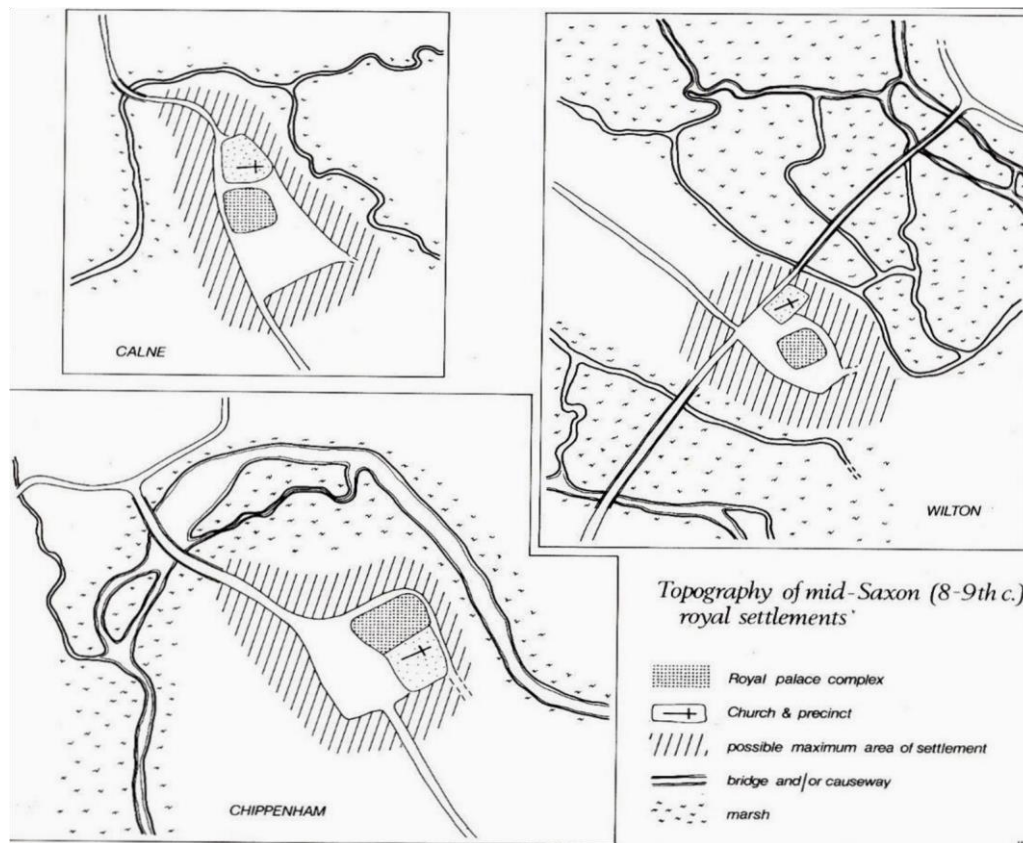 CALNE
WILTON
CHIPPENHAM
Topography of mid-Saxon (8-9th c.)
royal settlements
Royal palace complex
Church & precinct
possible maximum area of settlement
bridge and/or causeway
marsh